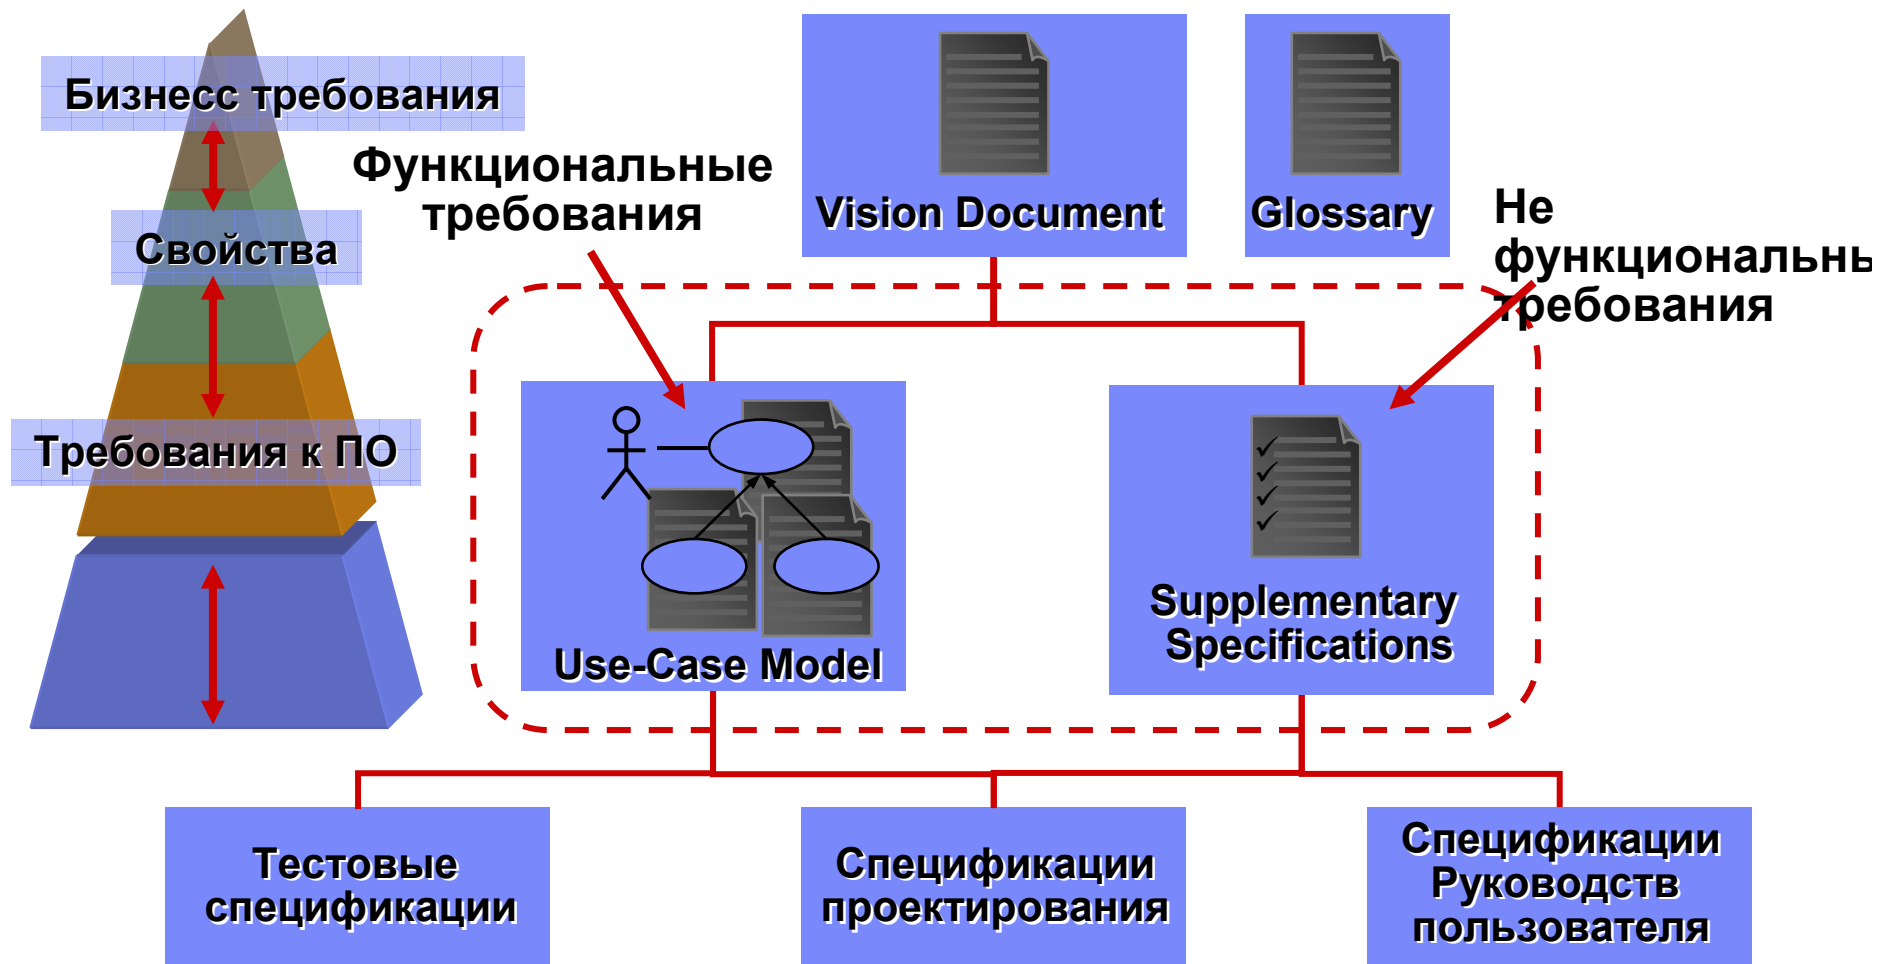 Бизнесс требования
Свойства
Требования к ПО
Функциональные
требования
Vision Document
Glossary
Не
функциональны
требования
Use-Case Model
Supplementary
Specifications
Тестовые
спецификации
Спецификации
проектирования
Спецификации
Руководств
пользователя